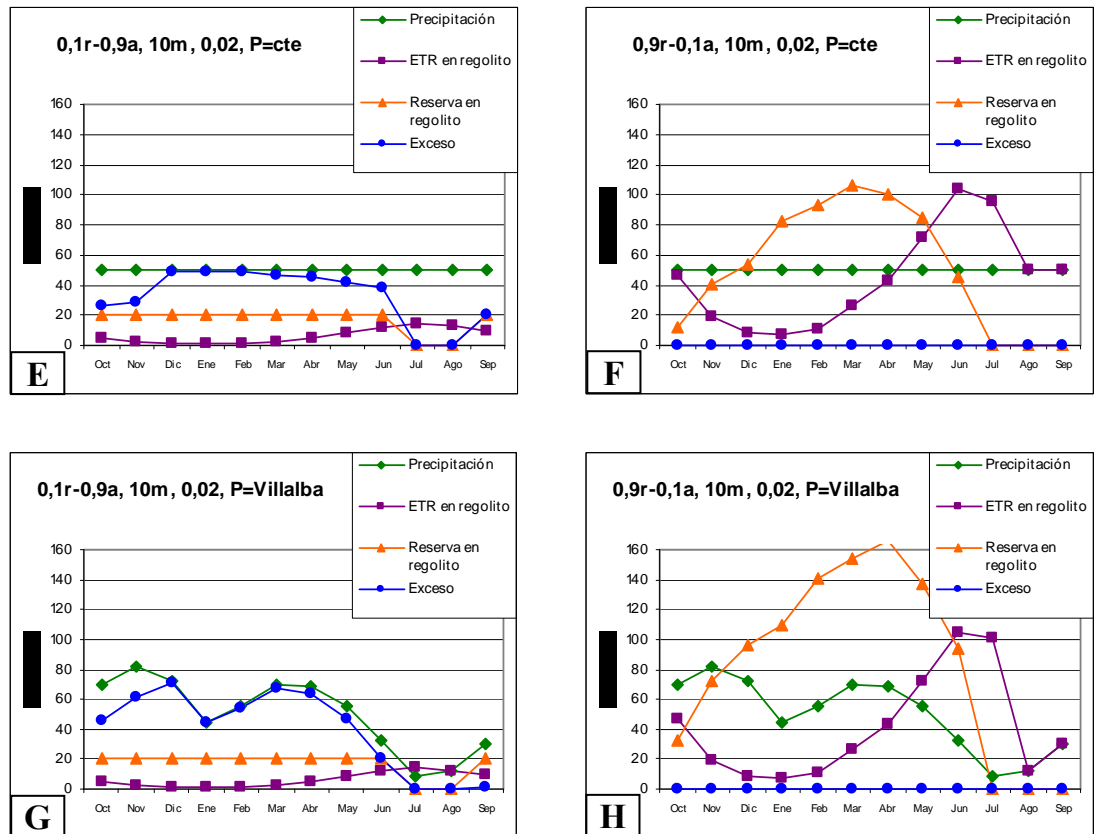 0,1r-0,9a, 10m, 0,02, P=cte
Precipitación
ETR en regolito
Reserva en
regolito
Exceso
160
140
120
100
80
60
40
20
0
Oct Nov Dic Ene Feb Mar Abr May Jun Jul Ago Sep
E
0,9r-0,1a, 10m, 0,02, P=cte
Precipitación
ETR en regolito
Reserva en
regolito
Exceso
160
140
120
100
80
60
40
20
0
Oct Nov Dic Ene Feb Mar Abr May Jun Jul Ago Sep
F
0,1r-0,9a, 10m, 0,02, P=Villalba
Precipitación
ETR en regolito
Reserva en
regolito
Exceso
160
140
120
100
80
60
40
20
0
Oct Nov Dic Ene Feb Mar Abr May Jun Jul Ago Sep
G
0,9r-0,1a, 10m, 0,02, P=Villalba
Precipitación
ETR en regolito
Reserva en
regolito
Exceso
160
140
120
100
80
60
40
20
0
Oct Nov Dic Ene Feb Mar Abr May Jun Jul Ago Sep
H